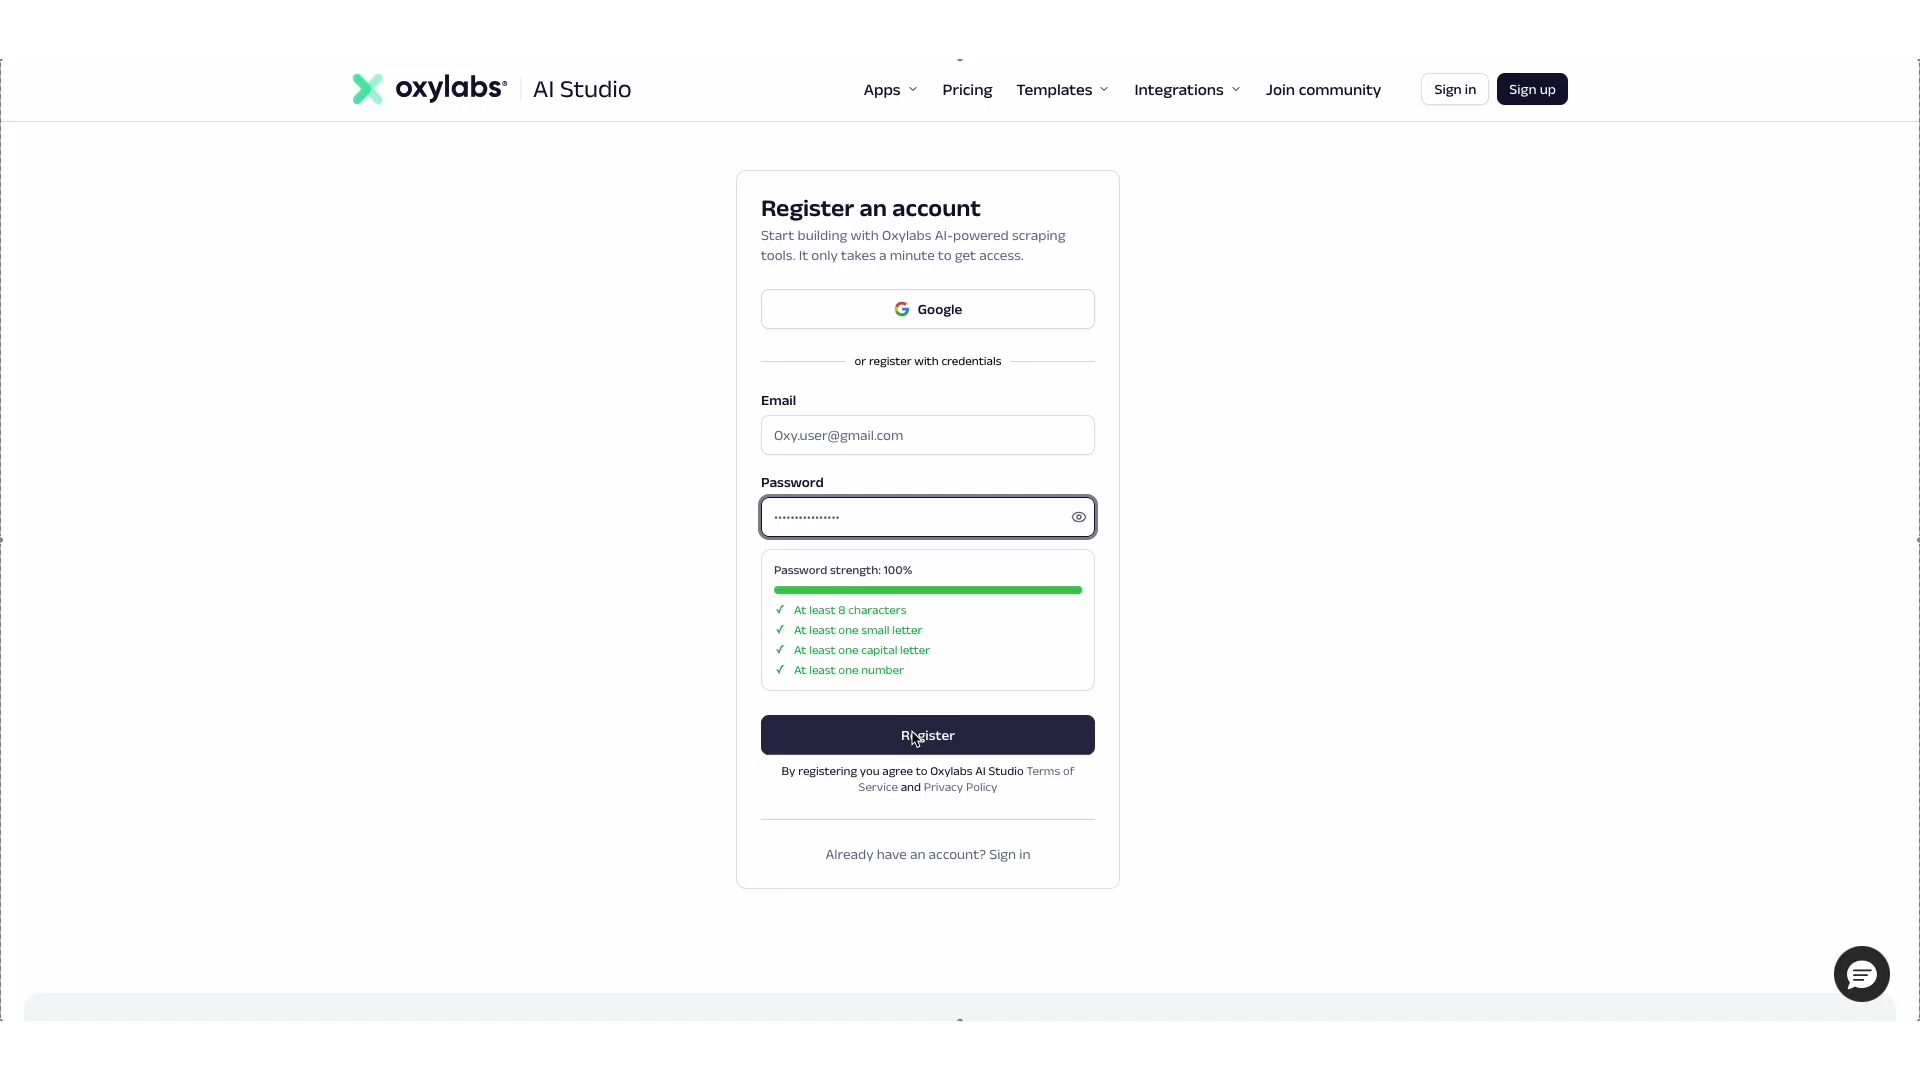 oxylabs® AI Studio Apps Pricing Templates Integrations Join community Sign in Sign up
Register an account
Start building with Oxylabs AI-powered scraping
tools. It only takes a minute to get access.
Google
or register with credentials
Email
Oxy.user@gmail.com
Password
••••••••••••••••
Password strength: 100%
✓ At least 8 characters
✓ At least one small letter
✓ At least one capital letter
✓ At least one number
Register
By registering you agree to Oxylabs AI Studio Terms of
Service and Privacy Policy
Already have an account? Sign in